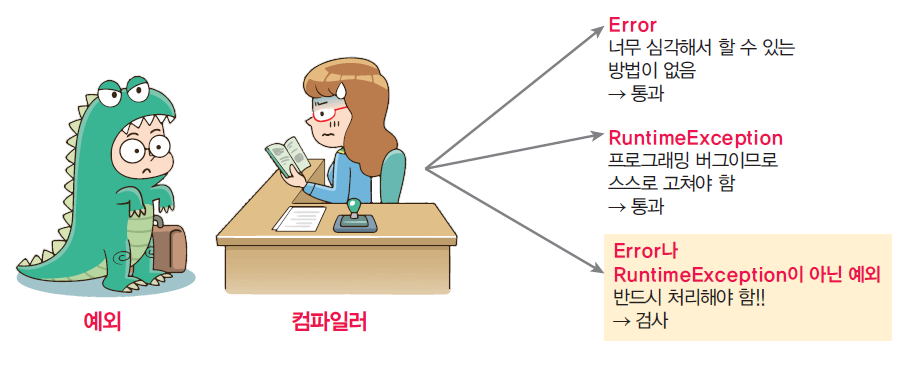 Error
너무 심각해서 할 수 있는
방법이 없음
→ 통과
RuntimeException
프로그래밍 버그이므로
스스로 고쳐야 함
→ 통과
Error나
RuntimeException이 아닌 예외
반드시 처리해야 함!!
→ 검사
예외
컴파일러